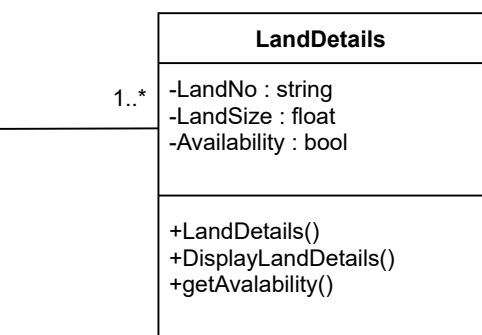 LandDetails
1..*
-LandNo : string
-LandSize : float
-Availability : bool
+LandDetails()
+DisplayLandDetails()
+getAvalability()